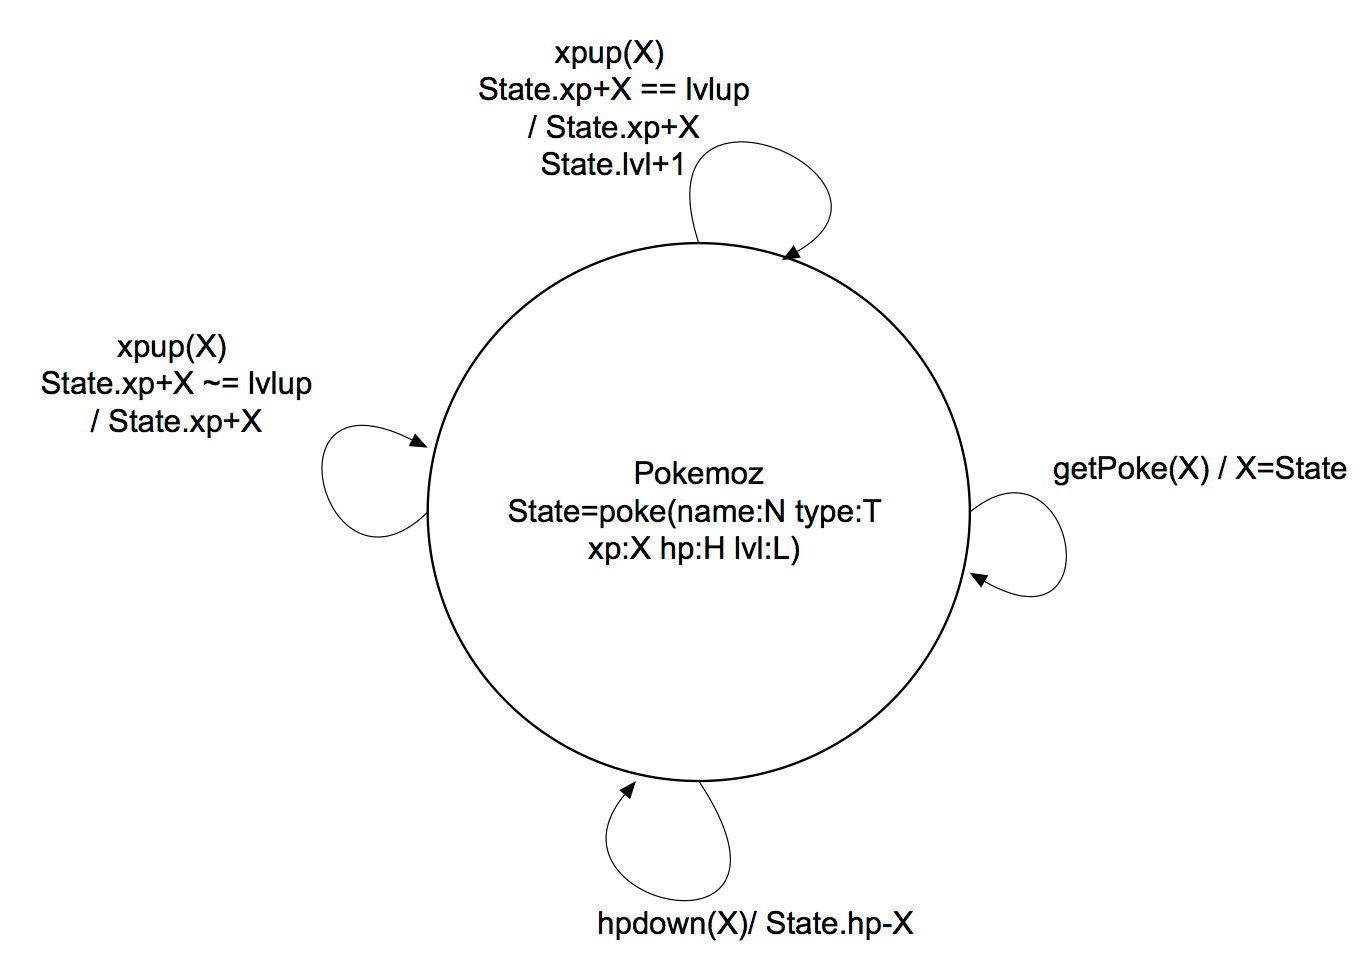 xpup(X)
State.xp+X == lvlup
/ State.xp+X
State.lvl+1
xpup(X)
State.xp+X ~= lvlup
/ State.xp+X
getPoke(X) / X=State
Pokemoz
State=poke(name:N type:T
xp:X hp:H lvl:L)
hpdown(X)/ State.hp-X